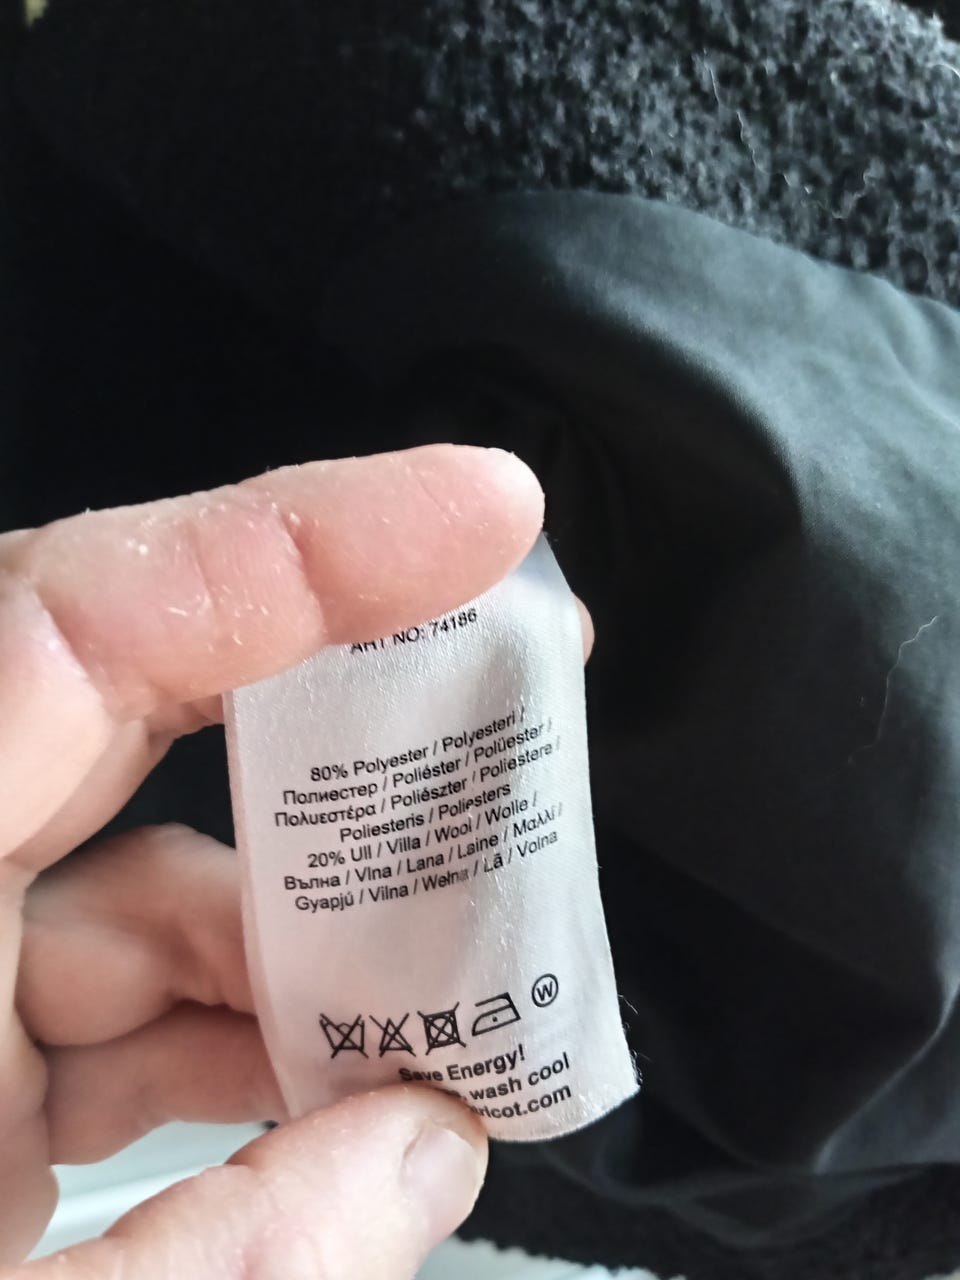 ART NO: 74186
80% Polyester / Polyesteri /
Полиестер / Poliéster / Polüester /
Πολυεστέρα / Poliészter / Poliestere /
Poliesteris / Poliesters
20% Ull / Villa / Wool / Wolle /
Вълна / Vlna / Lana / Laine / Μαλλί /
Gyapjú / Vilna / Wełna / Lã / Volna
W
Save Energy!
wash cool